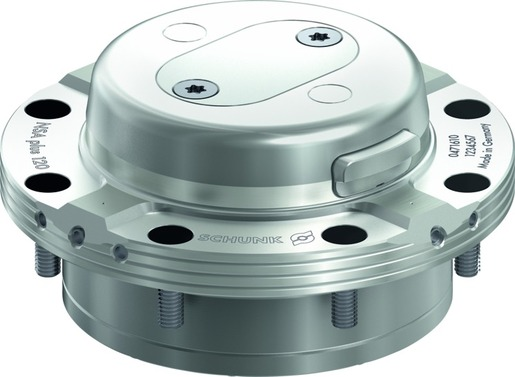 NSA plus 120
SCHUNK
0471610
1234567
Made in Germany